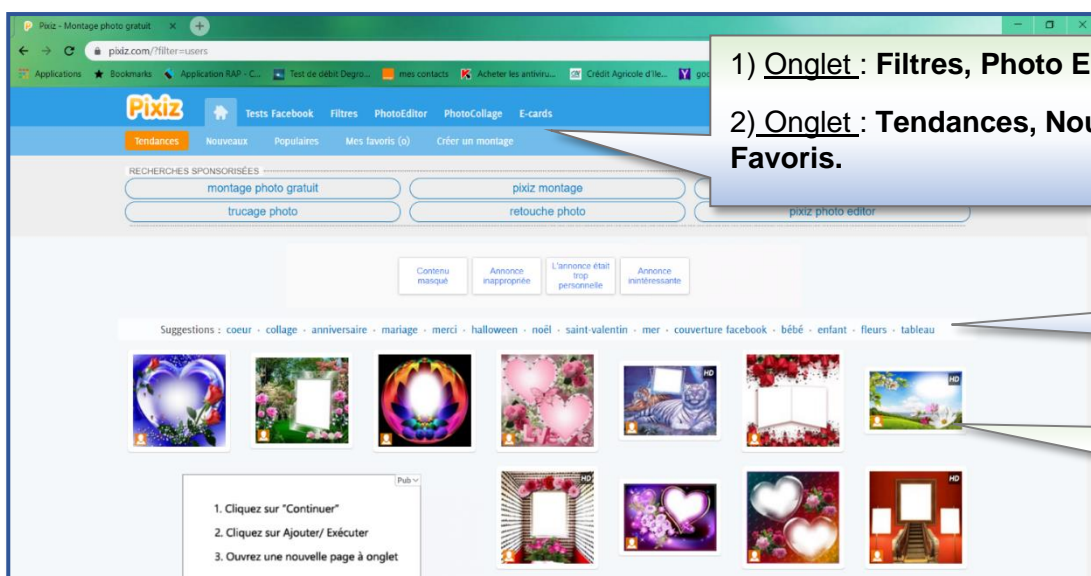 Pixiz - Montage photo gratuit
pixiz.com/?filter=users
Applications Bookmarks Application RAP - C... Test de débit Degro... mes contacts Acheter les antiviru... Crédit Agricole d'Ile...
1) Onglet : Filtres, Photo E
2) Onglet : Tendances, Nou
Favoris.
Pixiz Tests Facebook Filtres PhotoEditor PhotoCollage E-cards
Tendances Nouveaux Populaires Mes favoris (0) Créer un montage
RECHERCHES SPONSORISÉES
montage photo gratuit pixiz montage
trucage photo retouche photo pixiz photo editor
Contenu masqué
Annonce inappropriée
L'annonce était trop personnelle
Annonce inintéressante
Suggestions : coeur - collage - anniversaire - mariage - merci - halloween - noël - saint-valentin - mer - couverture facebook - bébé - enfant - fleurs - tableau
HD
HD
Pub
HD
HD
1. Cliquez sur "Continuer"
2. Cliquez sur Ajouter/ Exécuter
3. Ouvrez une nouvelle page à onglet